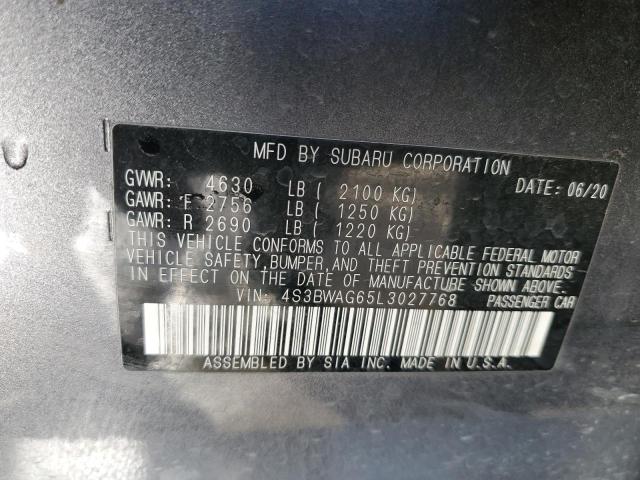 MFD BY SUBARU CORPORATION
GVWR: 4630 LB ( 2100 KG) DATE: 06/20
GAWR: F 2756 LB ( 1250 KG)
GAWR: R 2690 LB ( 1220 KG)
THIS VEHICLE CONFORMS TO ALL APPLICABLE FEDERAL MOTOR
VEHICLE SAFETY, BUMPER, AND THEFT PREVENTION STANDARDS
IN EFFECT ON THE DATE OF MANUFACTURE SHOWN ABOVE.
VIN: 4S3BWAG65L3027768 PASSENGER CAR
ASSEMBLED BY SIA INC. MADE IN U.S.A.